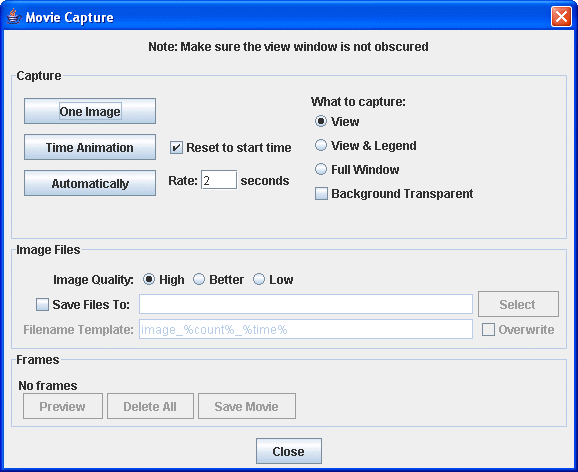 Movie Capture
Note: Make sure the view window is not obscured
Capture
One Image
What to capture:
View
Time Animation
Reset to start time
View & Legend
Full Window
Automatically
Rate: 2 seconds
Background Transparent
Image Files
Image Quality: High Better Low
Save Files To: Select
Filename Template: image_%count%_%time% Overwrite
Frames
No frames
Preview Delete All Save Movie
Close